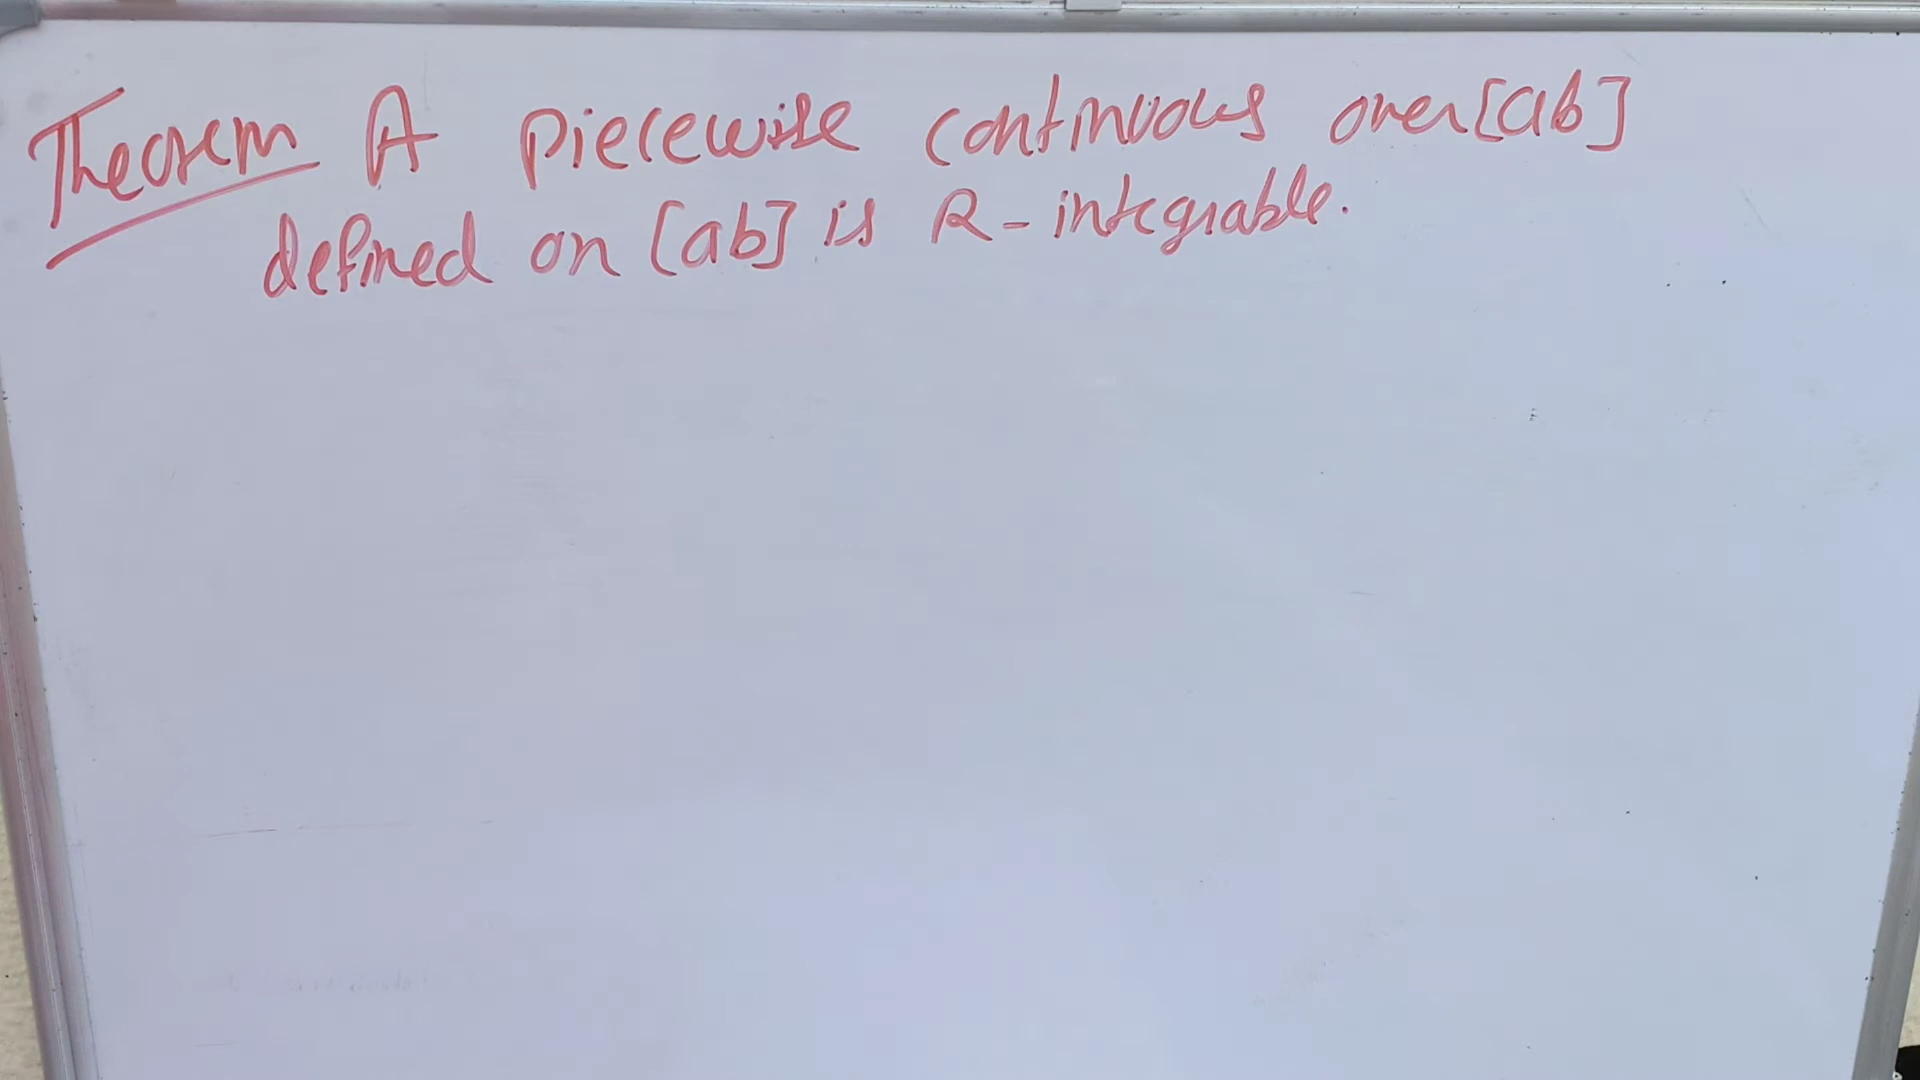 Theorem A piecewise continuous over [ab]
defined on [ab] is R-integrable.